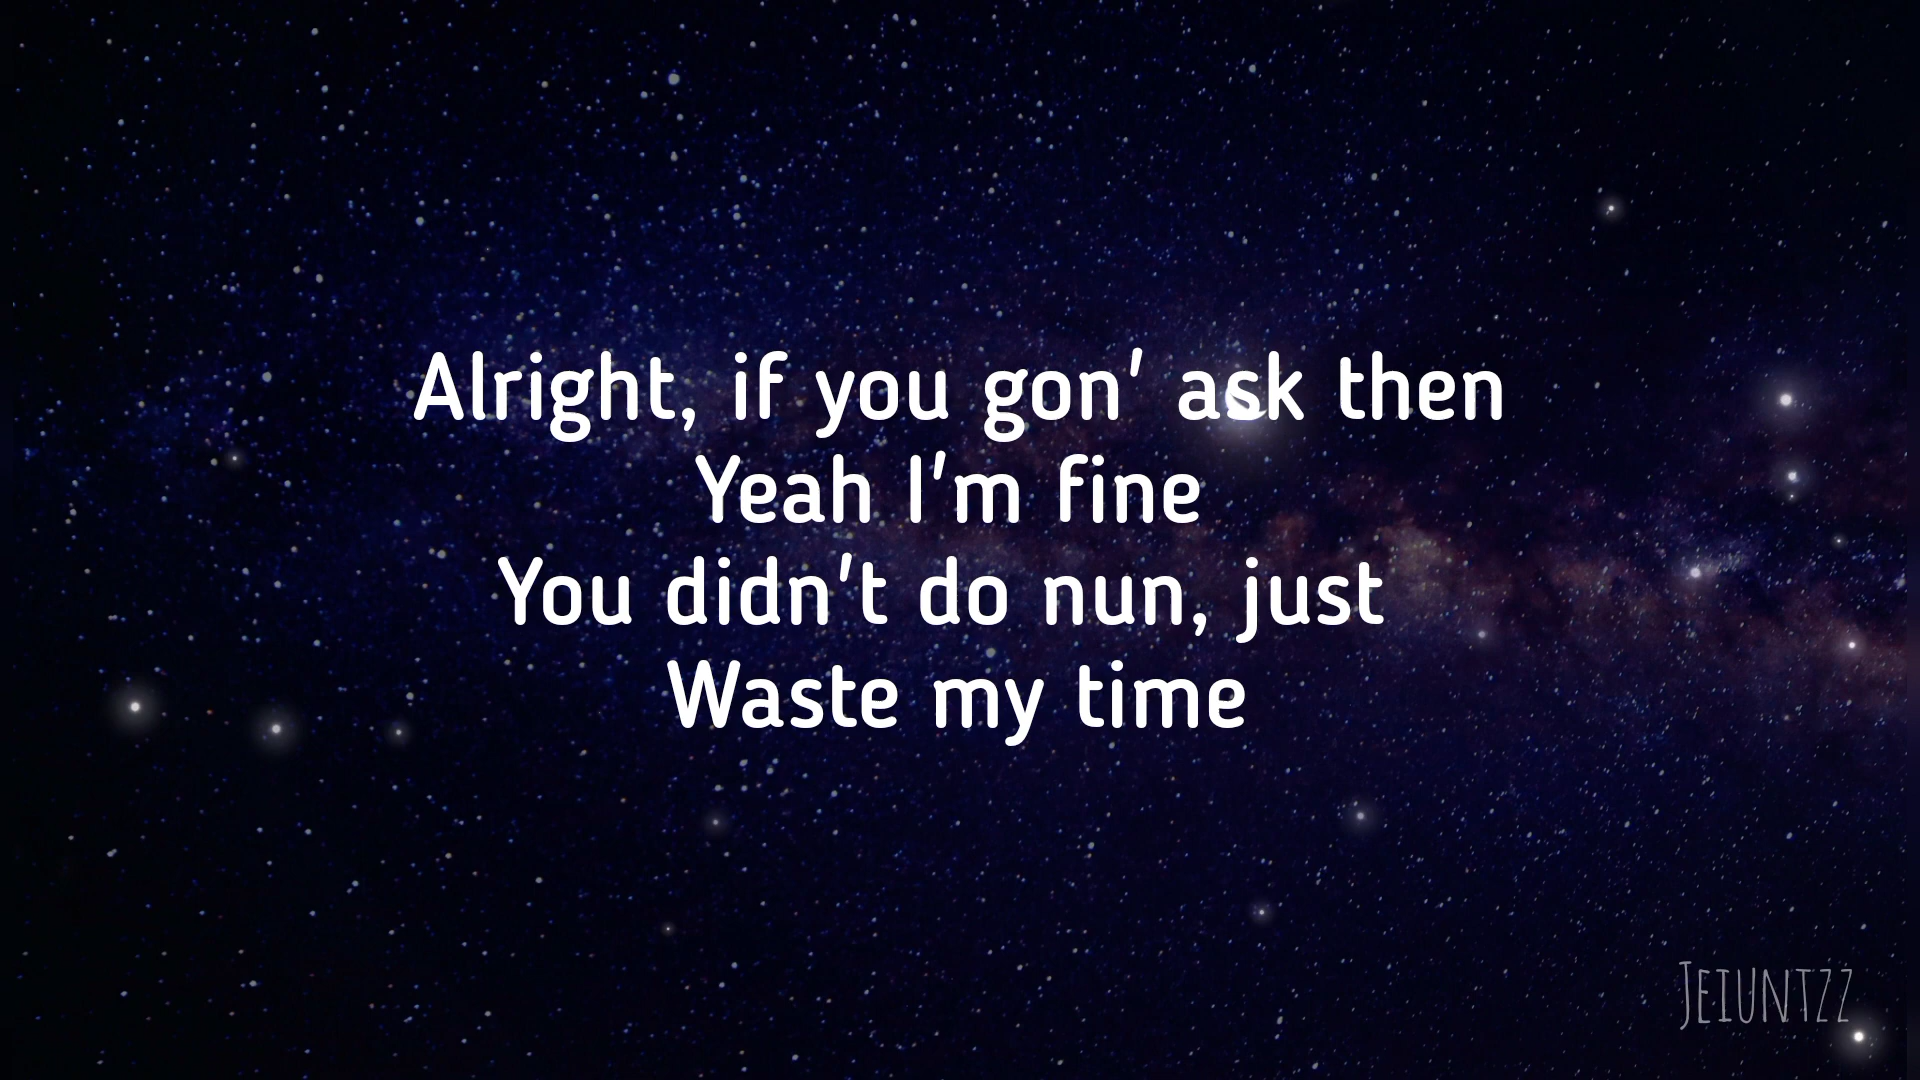 Alright, if you gon' ask then
Yeah I'm fine
You didn't do nun, just
Waste my time
Jeiuntzz